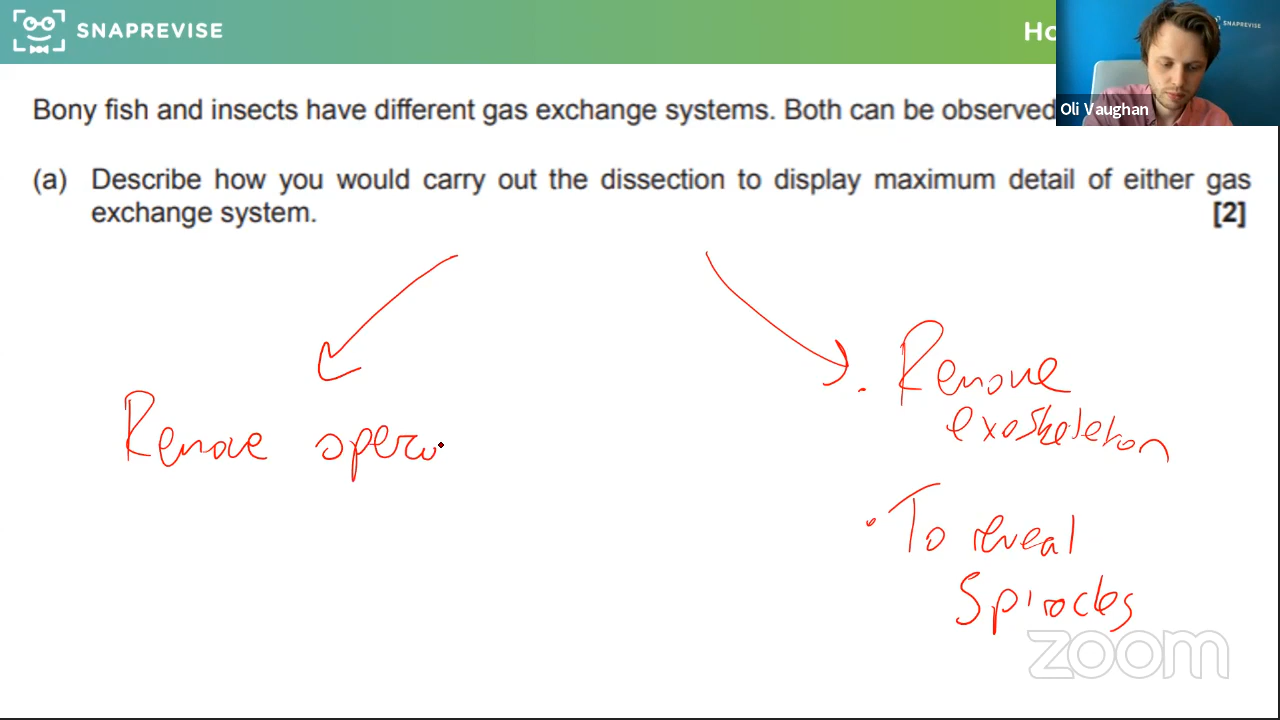 SNAPREVISE
Ho
SNAPREVISE
Oli Vaughan
Bony fish and insects have different gas exchange systems. Both can be observed
(a) Describe how you would carry out the dissection to display maximum detail of either gas
exchange system. [2]
Remove opercu
. Remove
exoskeleton
· To reveal
Spiracles
zoom